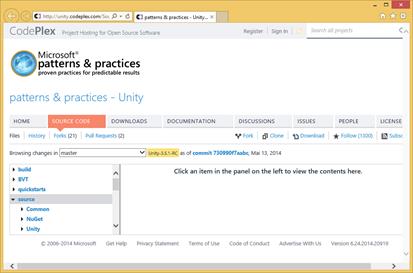 http://unity.codeplex.com/Sou
patterns & practices - Unity...
CodePlex Project Hosting for Open Source Software
Register Sign In Search all projects
Microsoft®
patterns & practices
proven practices for predictable results
patterns & practices - Unity
HOME SOURCE CODE DOWNLOADS DOCUMENTATION DISCUSSIONS ISSUES PEOPLE LICENSE
Files History Forks (21) Pull Requests (2) Fork Clone Download Follow (1000) Subsc
Browsing changes in master Unity-3.5.1-RC as of commit 730990f7aabc, Mai 13, 2014
build
BVT
quickstarts
source
Common
NuGet
Unity
Click an item in the panel on the left to view the contents here.
© 2006-2014 Microsoft Get Help Privacy Statement Terms of Use Code of Conduct Advertise With Us Version 6.24.2014.20919